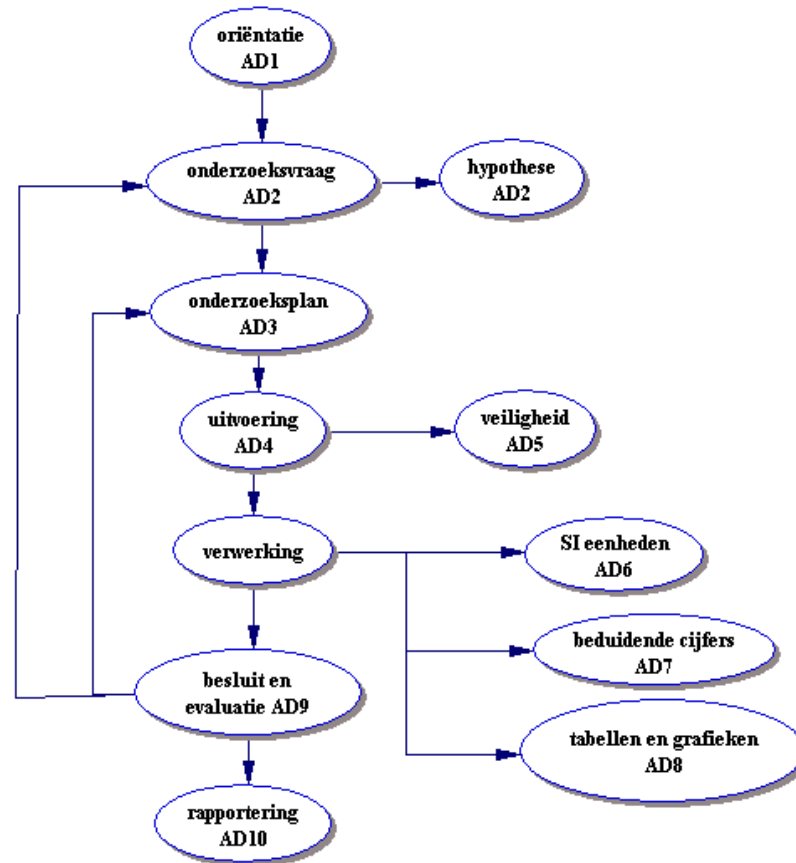 oriëntatie
AD1
onderzoeksvraag
AD2
hypothese
AD2
onderzoeksplan
AD3
uitvoering
AD4
veiligheid
AD5
verwerking
SI eenheden
AD6
beduidende cijfers
AD7
besluit en
evaluatie AD9
tabellen en grafieken
AD8
rapportering
AD10